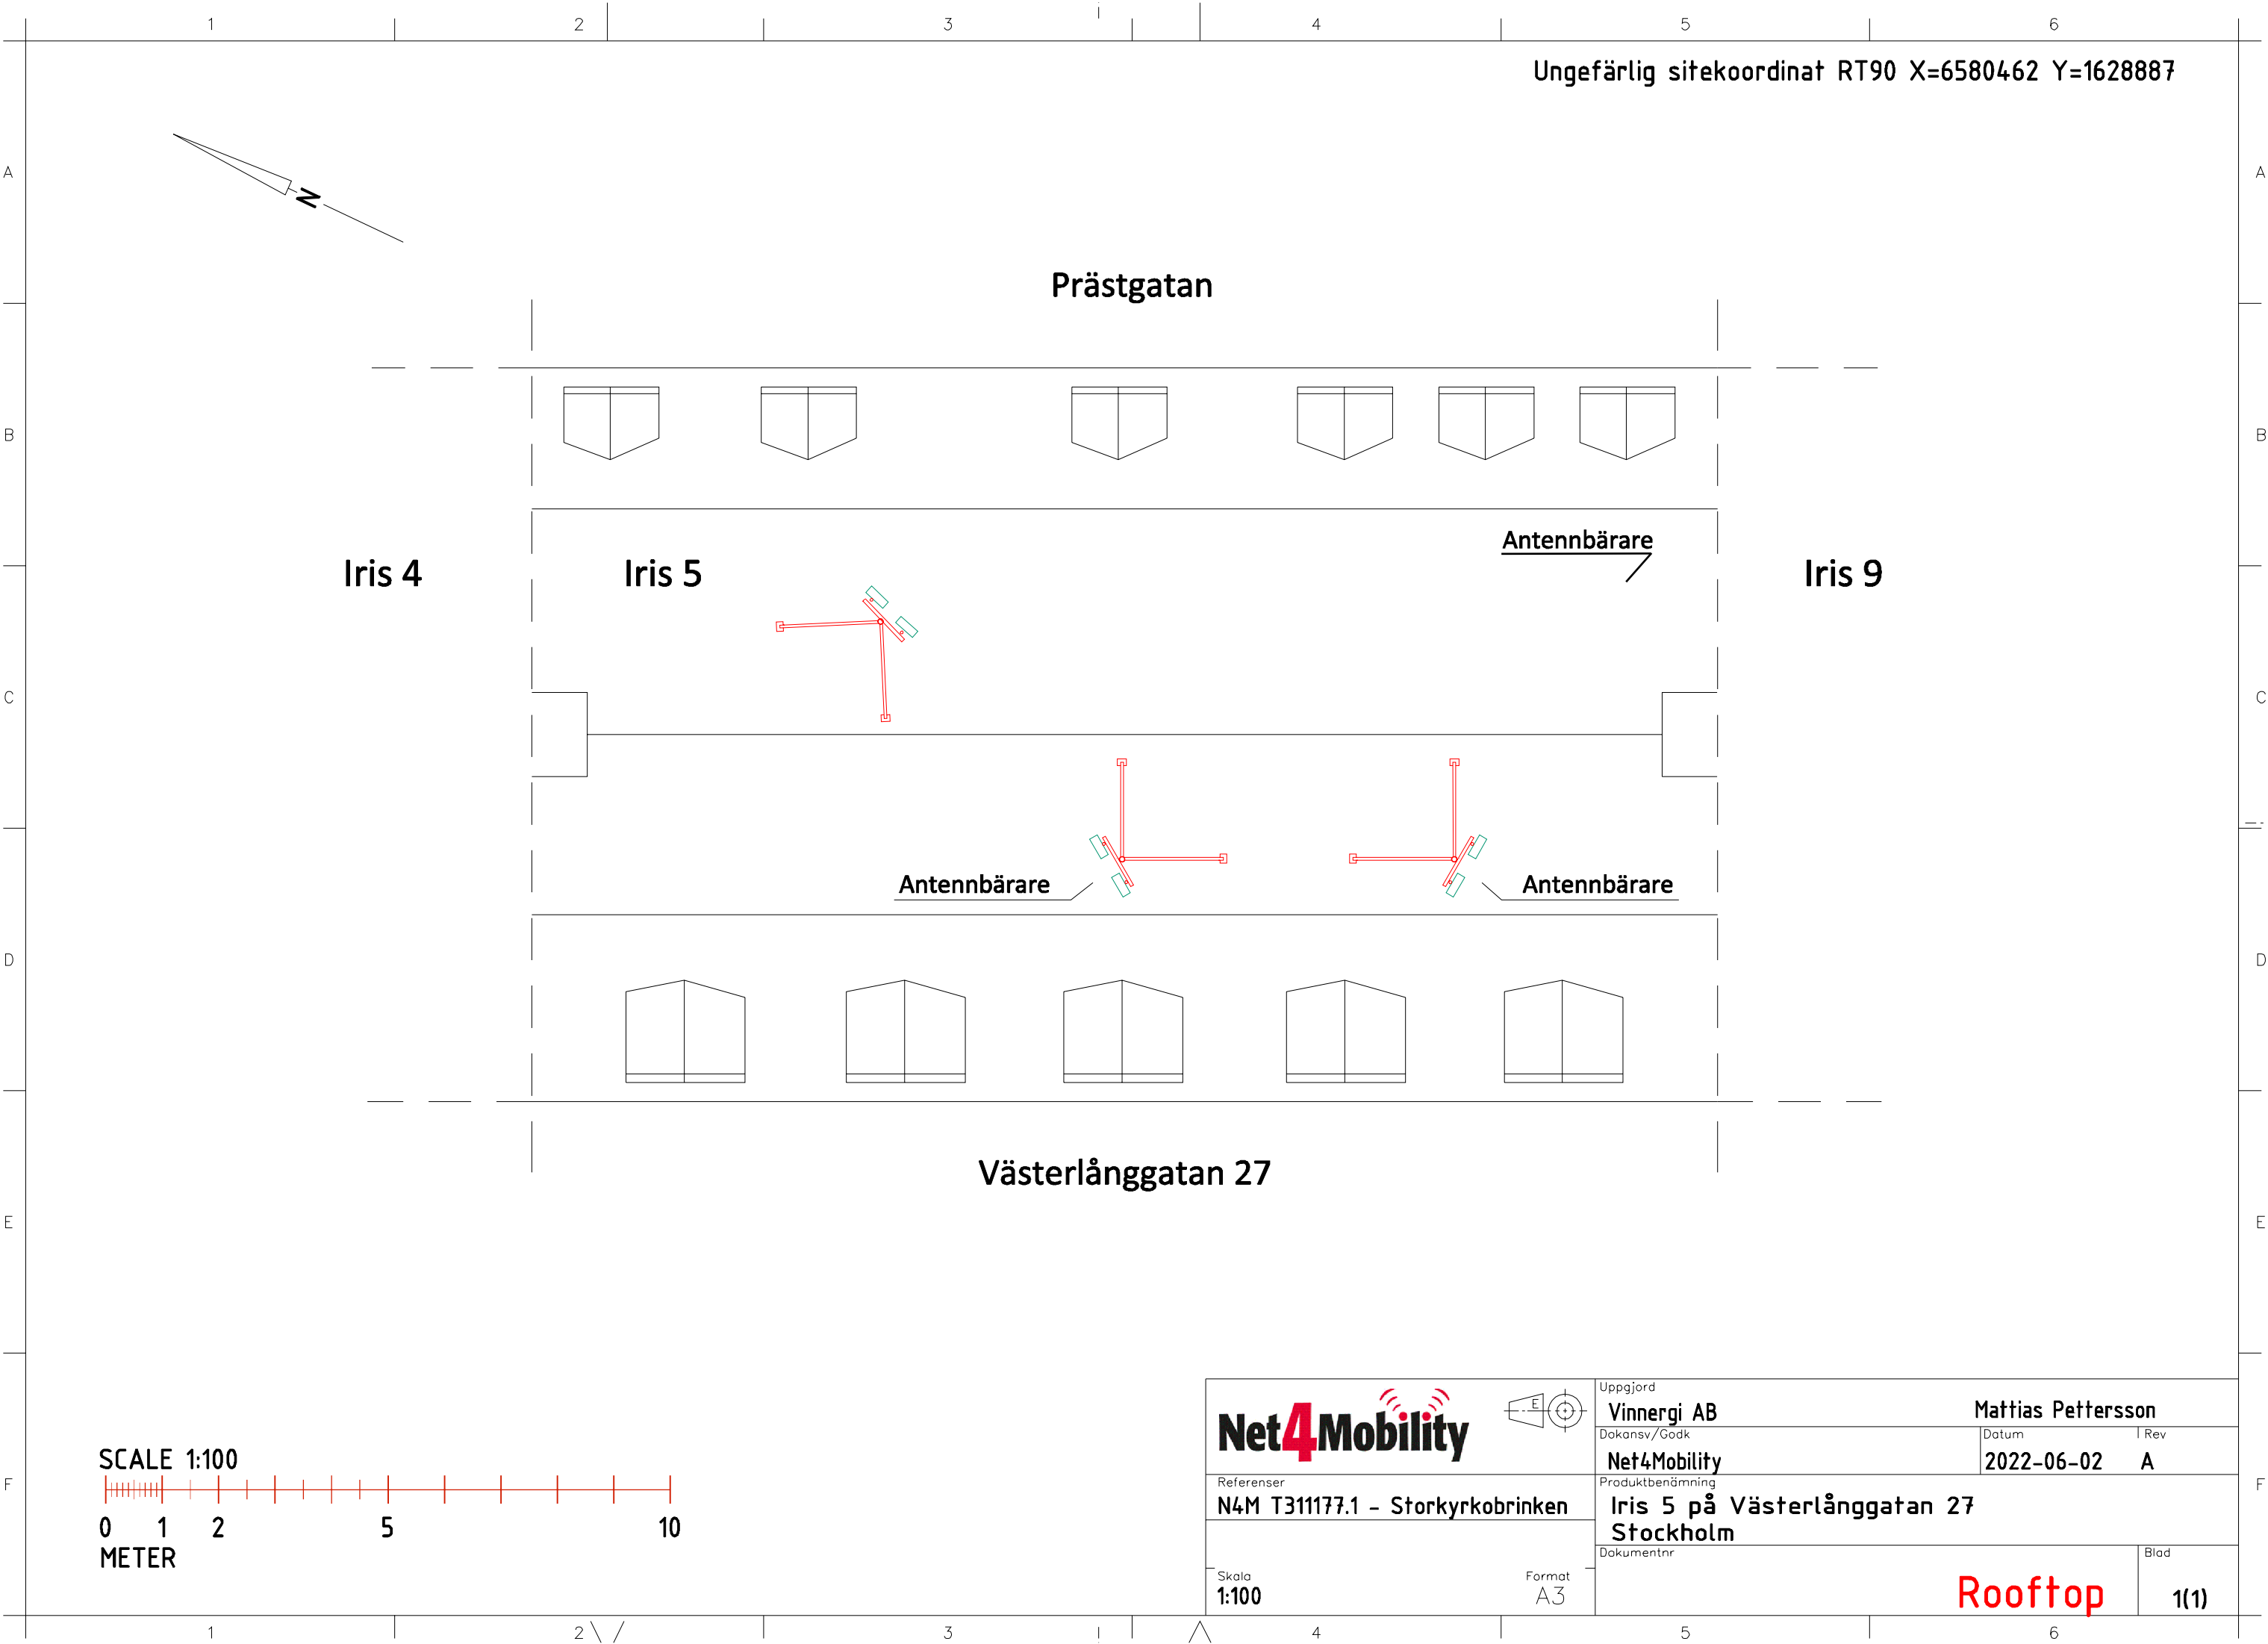 1 2 3 4 5 6
Ungefärlig sitekoordinat RT90 X=6580462 Y=1628887
A A
N
Prästgatan
B B
Antennbärare
Iris 4 Iris 5 Iris 9
C C
Antennbärare Antennbärare
D D
Västerlånggatan 27
E E
Net4Mobility
E
Uppgjord
Vinnergi AB Mattias Pettersson
Dokansv/Godk Datum Rev
Net4Mobility 2022-06-02 A
Referenser
N4M T311177.1 - Storkyrkobrinken
Produktbenämning
Iris 5 på Västerlånggatan 27
Stockholm
Skala Format
1:100 A3
Dokumentnr Blad
Rooftop 1(1)
SCALE 1:100
F F
0 1 2 5 10
METER
1 2 3 4 5 6